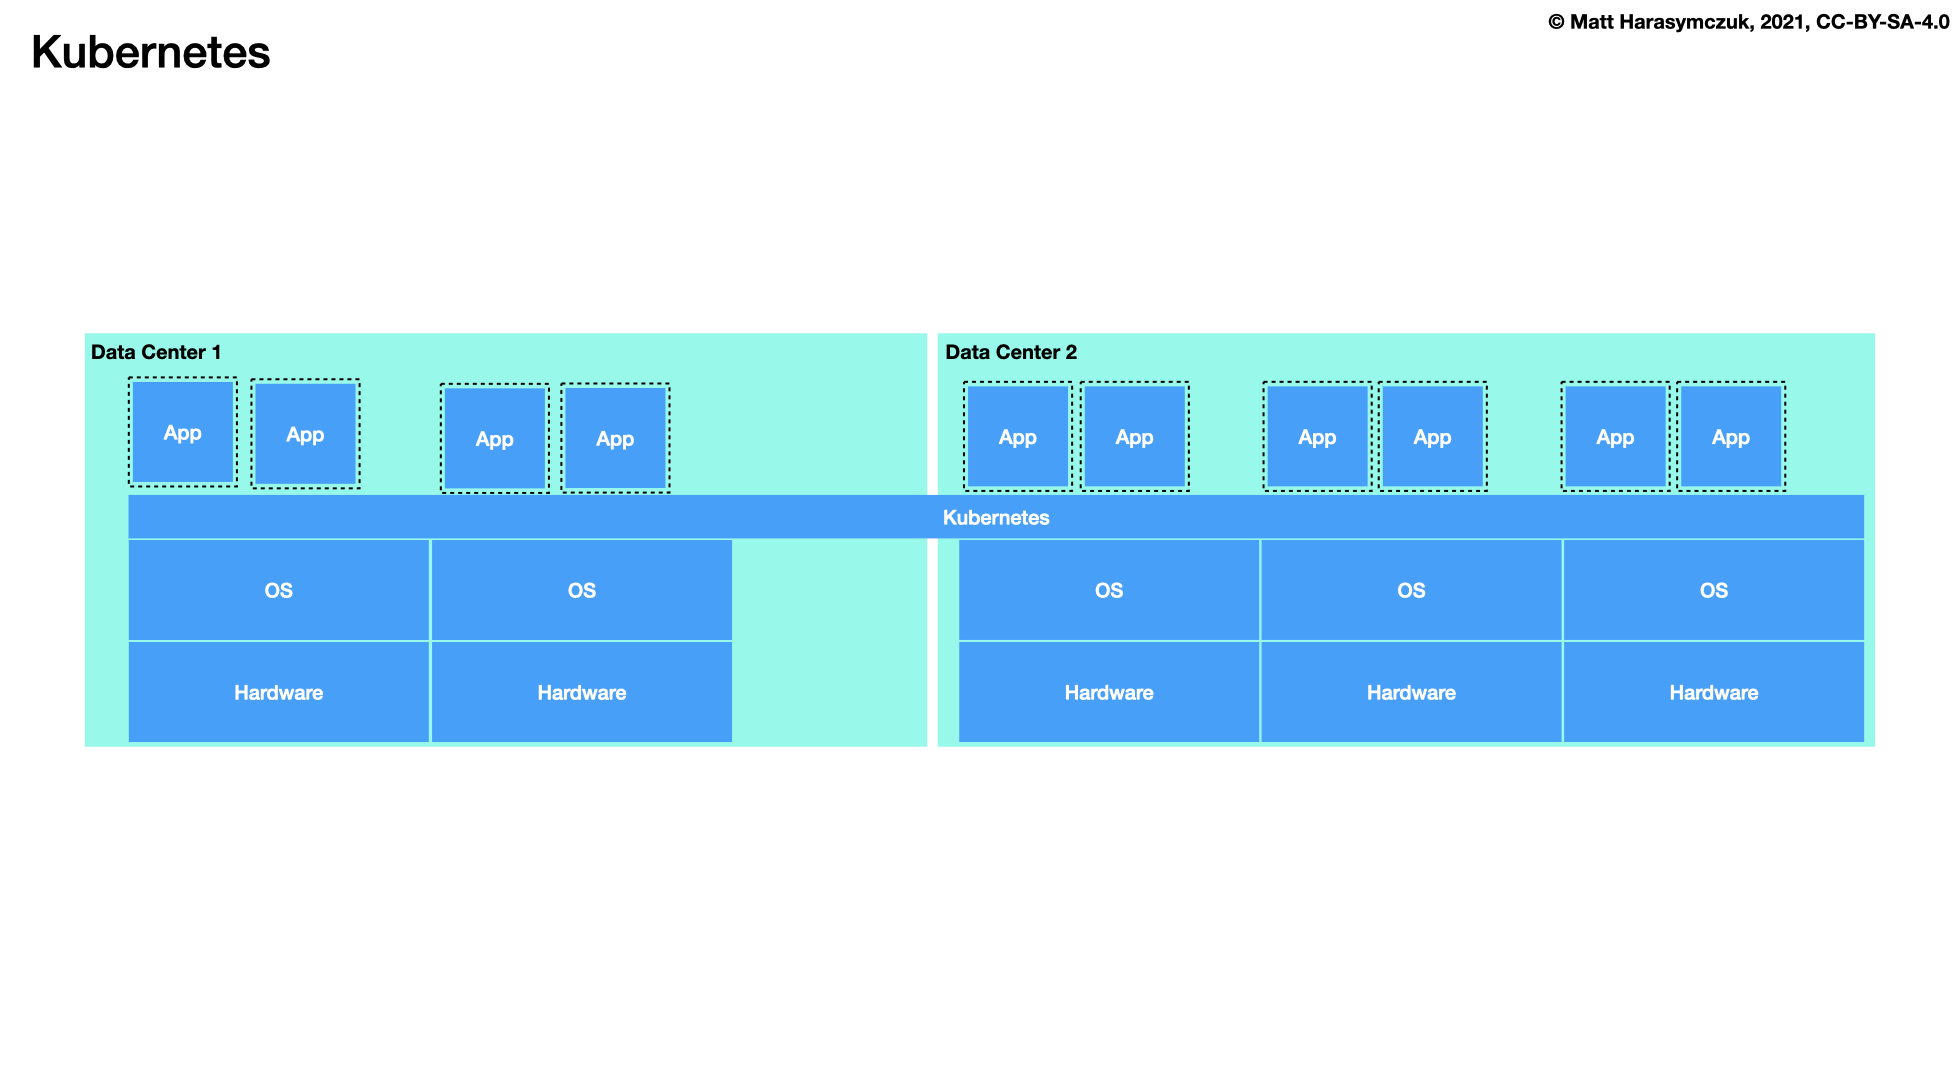 © Matt Harasymczuk, 2021, CC-BY-SA-4.0
Kubernetes
Data Center 1
App
App
App
App
Data Center 2
App
App
App
App
App
App
Kubernetes
OS
OS
OS
OS
OS
Hardware
Hardware
Hardware
Hardware
Hardware